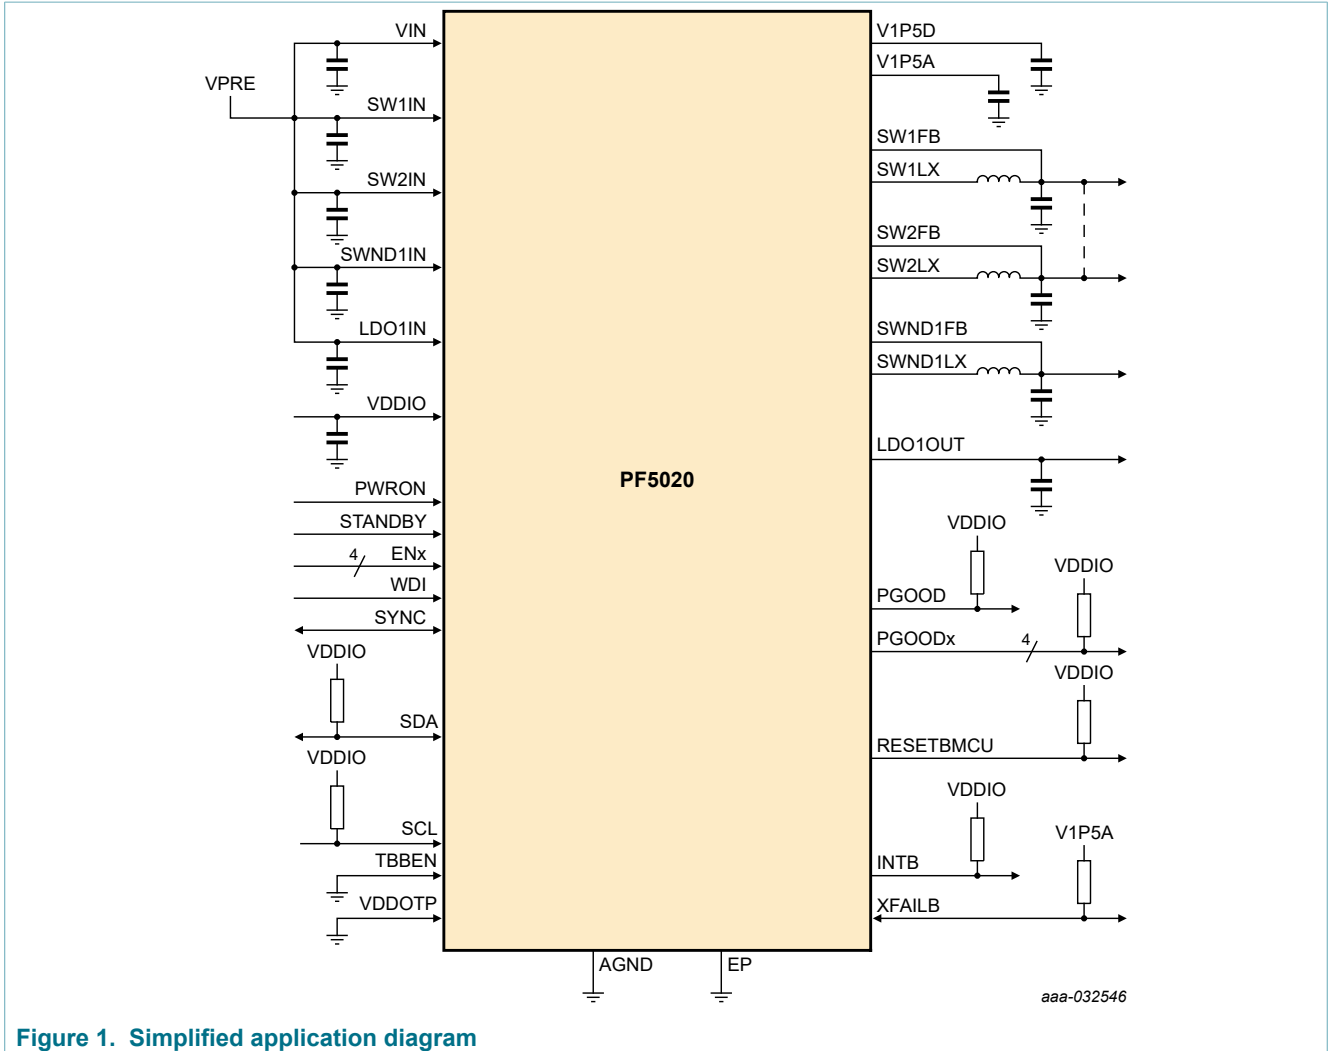 VIN
VPRE
SW1IN
SW2IN
SWND1IN
LDO1IN
VDDIO
PWRON
STANDBY
4 ENx
WDI
SYNC
VDDIO
SDA
VDDIO
SCL
TBBEN
VDDOTP
PF5020
AGND
EP
V1P5D
V1P5A
SW1FB
SW1LX
SW2FB
SW2LX
SWND1FB
SWND1LX
LDO1OUT
VDDIO
VDDIO
PGOOD
PGOODx 4
VDDIO
RESETBMCU
VDDIO
V1P5A
INTB
XFAILB
aaa-032546
Figure 1. Simplified application diagram